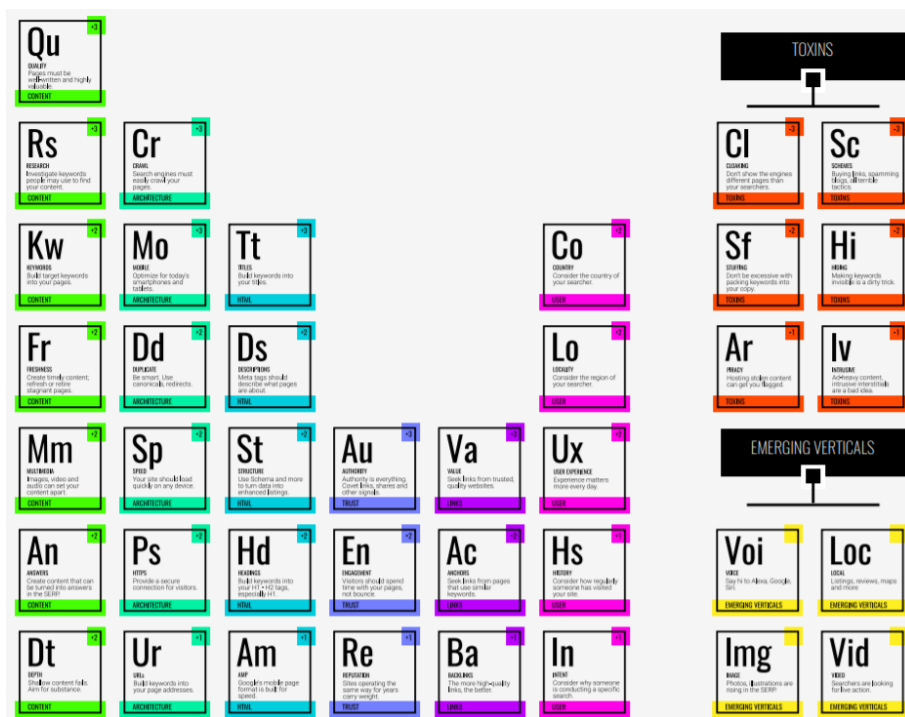 +3
Qu
QUALITY
Pages must be
well-written and highly
valuable.
CONTENT
TOXINS
+3
Rs
RESEARCH
Investigate keywords
people may use to find
your content.
CONTENT
+3
Cr
CRAWL
Search engines must
easily crawl your
pages.
ARCHITECTURE
-3
Cl
CLOAKING
Don't show the engines
different pages than
your searchers.
TOXINS
-3
Sc
SCHEMES
Buying links, spamming
blogs, all terrible
tactics.
TOXINS
+2
Kw
KEYWORDS
Build target keywords
into your pages.
CONTENT
+3
Mo
MOBILE
Optimize for today's
smartphones and
tablets.
ARCHITECTURE
+3
Tt
TITLES
Build keywords into
your titles.
HTML
+2
Co
COUNTRY
Consider the country of
your searcher.
USER
-2
Sf
STUFFING
Don't be excessive with
packing keywords into
your copy.
TOXINS
-2
Hi
HIDING
Making keywords
invisible is a dirty trick.
TOXINS
+2
Fr
FRESHNESS
Create timely content;
refresh or retire
stagnant pages.
CONTENT
+2
Dd
DUPLICATE
Be smart. Use
canonicals, redirects.
ARCHITECTURE
+2
Ds
DESCRIPTIONS
Meta tags should
describe what pages
are about.
HTML
+2
Lo
LOCALITY
Consider the region of
your searcher.
USER
-1
Ar
PIRACY
Hosting stolen content
can get you flagged.
TOXINS
-1
Iv
INTRUSIVE
Ad-heavy content,
intrusive interstitials
are a bad idea.
TOXINS
+2
Mm
MULTIMEDIA
Images, video and
audio can set your
content apart.
CONTENT
+2
Sp
SPEED
Your site should load
quickly on any device.
ARCHITECTURE
+2
St
STRUCTURE
Use Schema and more
to turn data into
enhanced listings.
HTML
+3
Au
AUTHORITY
Authority is everything.
Covet links, shares and
other signals.
TRUST
+3
Va
VALUE
Seek links from trusted,
quality websites.
LINKS
Ux
USER EXPERIENCE
Experience matters
more every day.
USER
EMERGING VERTICALS
+2
An
ANSWERS
Create content that can
be turned into answers
in the SERP.
CONTENT
Ps
HTTPS
Provide a secure
connection for visitors.
ARCHITECTURE
+2
Hd
HEADINGS
Build keywords into
your H1 + H2 tags,
especially H1.
HTML
+2
En
ENGAGEMENT
Visitors should spend
time with your pages,
not bounce.
TRUST
+2
Ac
ANCHORS
Seek links from pages
that use similar
keywords.
LINKS
+1
Hs
HISTORY
Consider how regularly
someone has visited
your site.
USER
Voi
VOICE
Say hi to Alexa, Google,
Siri.
EMERGING VERTICALS
Loc
LOCAL
Listings, reviews, maps
and more
EMERGING VERTICALS
+2
Dt
DEPTH
Shallow content fails.
Aim for substance.
CONTENT
+1
Ur
URLs
Build keywords into
your page addresses.
ARCHITECTURE
+1
Am
AMP
Google's mobile page
format is built for
speed
HTML
+1
Re
REPUTATION
Sites operating the
same way for years
carry weight.
TRUST
+1
Ba
BACKLINKS
The more high-quality
links, the better.
LINKS
+1
In
INTENT
Consider why someone
is conducting a specific
search.
USER
Img
IMAGE
Photos, illustrations are
rising in the SERP.
EMERGING VERTICALS
Vid
VIDEO
Searchers are looking
for live action.
EMERGING VERTICALS